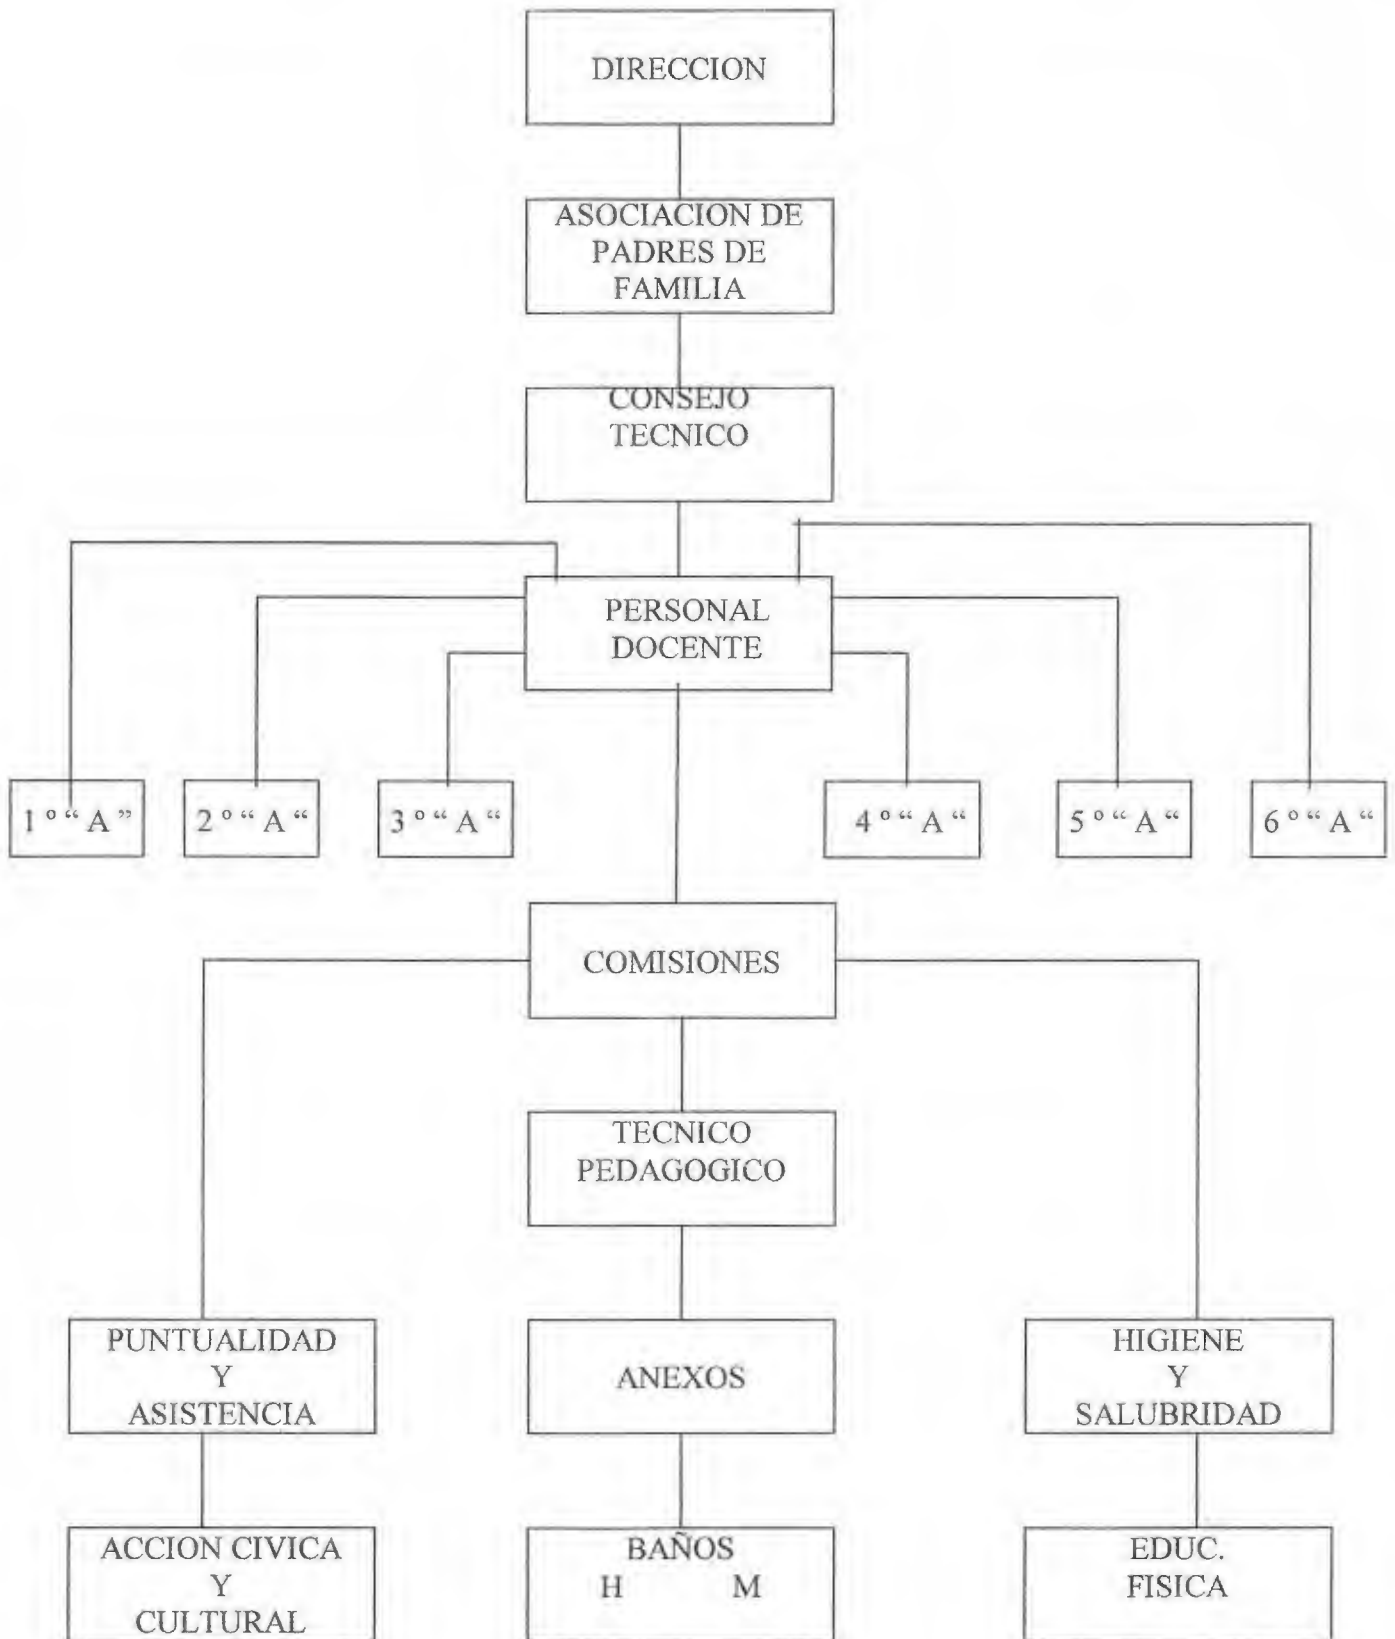 DIRECCION
ASOCIACION DE
PADRES DE
FAMILIA
CONSEJO
TECNICO
PERSONAL
DOCENTE
1 º “ A ”
2 º “ A “
3 º “ A “
4 º “ A “
5 º “ A “
6 º “ A “
COMISIONES
TECNICO
PEDAGOGICO
PUNTUALIDAD
Y
ASISTENCIA
ANEXOS
HIGIENE
Y
SALUBRIDAD
ACCION CIVICA
Y
CULTURAL
BAÑOS
H M
EDUC.
FISICA